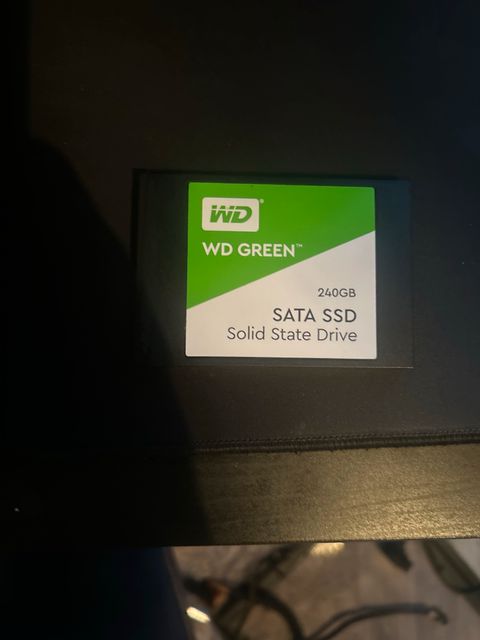 WD®
WD GREEN™
240GB
SATA SSD
Solid State Drive